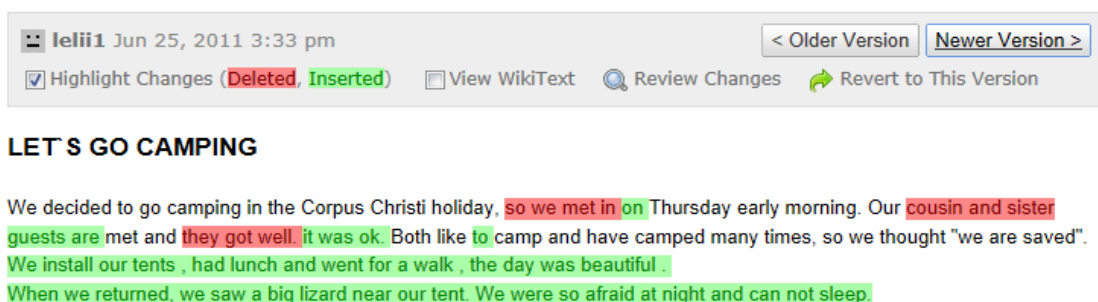 lelii1 Jun 25, 2011 3:33 pm
< Older Version
Newer Version >
Highlight Changes (Deleted, Inserted)
View WikiText
Review Changes
Revert to This Version
LET`S GO CAMPING
We decided to go camping in the Corpus Christi holiday, so we met in on Thursday early morning. Our cousin and sister
guests are met and they got well. it was ok. Both like to camp and have camped many times, so we thought "we are saved".
We install our tents , had lunch and went for a walk , the day was beautiful .
When we returned, we saw a big lizard near our tent. We were so afraid at night and can not sleep.